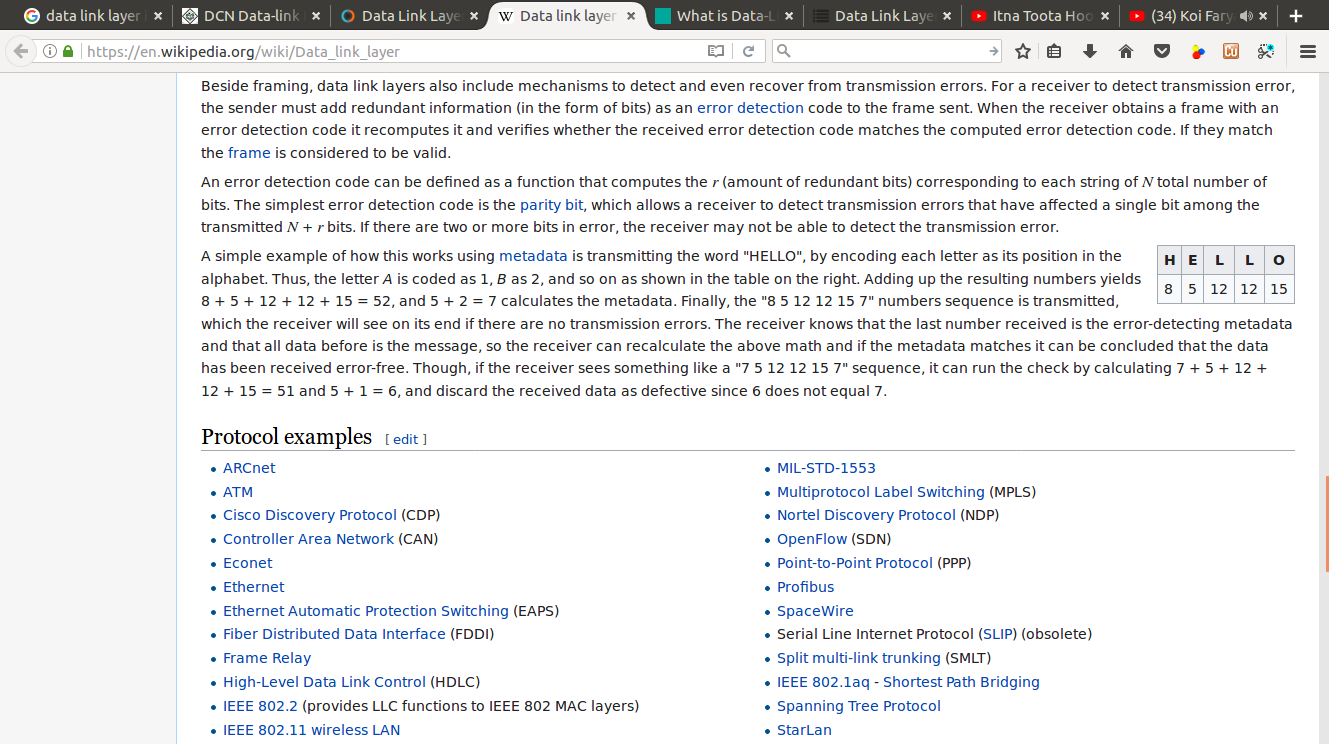 data link layer i
DCN Data-link
Data Link Laye
Data link layer
What is Data-L
Data Link Laye
Itna Toota Hoo
(34) Koi Fary
https://en.wikipedia.org/wiki/Data_link_layer
Beside framing, data link layers also include mechanisms to detect and even recover from transmission errors. For a receiver to detect transmission error,
the sender must add redundant information (in the form of bits) as an error detection code to the frame sent. When the receiver obtains a frame with an
error detection code it recomputes it and verifies whether the received error detection code matches the computed error detection code. If they match
the frame is considered to be valid.
An error detection code can be defined as a function that computes the r (amount of redundant bits) corresponding to each string of N total number of
bits. The simplest error detection code is the parity bit, which allows a receiver to detect transmission errors that have affected a single bit among the
transmitted N + r bits. If there are two or more bits in error, the receiver may not be able to detect the transmission error.
A simple example of how this works using metadata is transmitting the word "HELLO", by encoding each letter as its position in the
alphabet. Thus, the letter A is coded as 1, B as 2, and so on as shown in the table on the right. Adding up the resulting numbers yields
8 + 5 + 12 + 12 + 15 = 52, and 5 + 2 = 7 calculates the metadata. Finally, the "8 5 12 12 15 7" numbers sequence is transmitted,
which the receiver will see on its end if there are no transmission errors. The receiver knows that the last number received is the error-detecting metadata
and that all data before is the message, so the receiver can recalculate the above math and if the metadata matches it can be concluded that the data
has been received error-free. Though, if the receiver sees something like a "7 5 12 12 15 7" sequence, it can run the check by calculating 7 + 5 + 12 +
12 + 15 = 51 and 5 + 1 = 6, and discard the received data as defective since 6 does not equal 7.
H E L L O
8 5 12 12 15
Protocol examples [ edit ]
ARCnet
ATM
Cisco Discovery Protocol (CDP)
Controller Area Network (CAN)
Econet
Ethernet
Ethernet Automatic Protection Switching (EAPS)
Fiber Distributed Data Interface (FDDI)
Frame Relay
High-Level Data Link Control (HDLC)
IEEE 802.2 (provides LLC functions to IEEE 802 MAC layers)
IEEE 802.11 wireless LAN
MIL-STD-1553
Multiprotocol Label Switching (MPLS)
Nortel Discovery Protocol (NDP)
OpenFlow (SDN)
Point-to-Point Protocol (PPP)
Profibus
SpaceWire
Serial Line Internet Protocol (SLIP) (obsolete)
Split multi-link trunking (SMLT)
IEEE 802.1aq - Shortest Path Bridging
Spanning Tree Protocol
StarLan